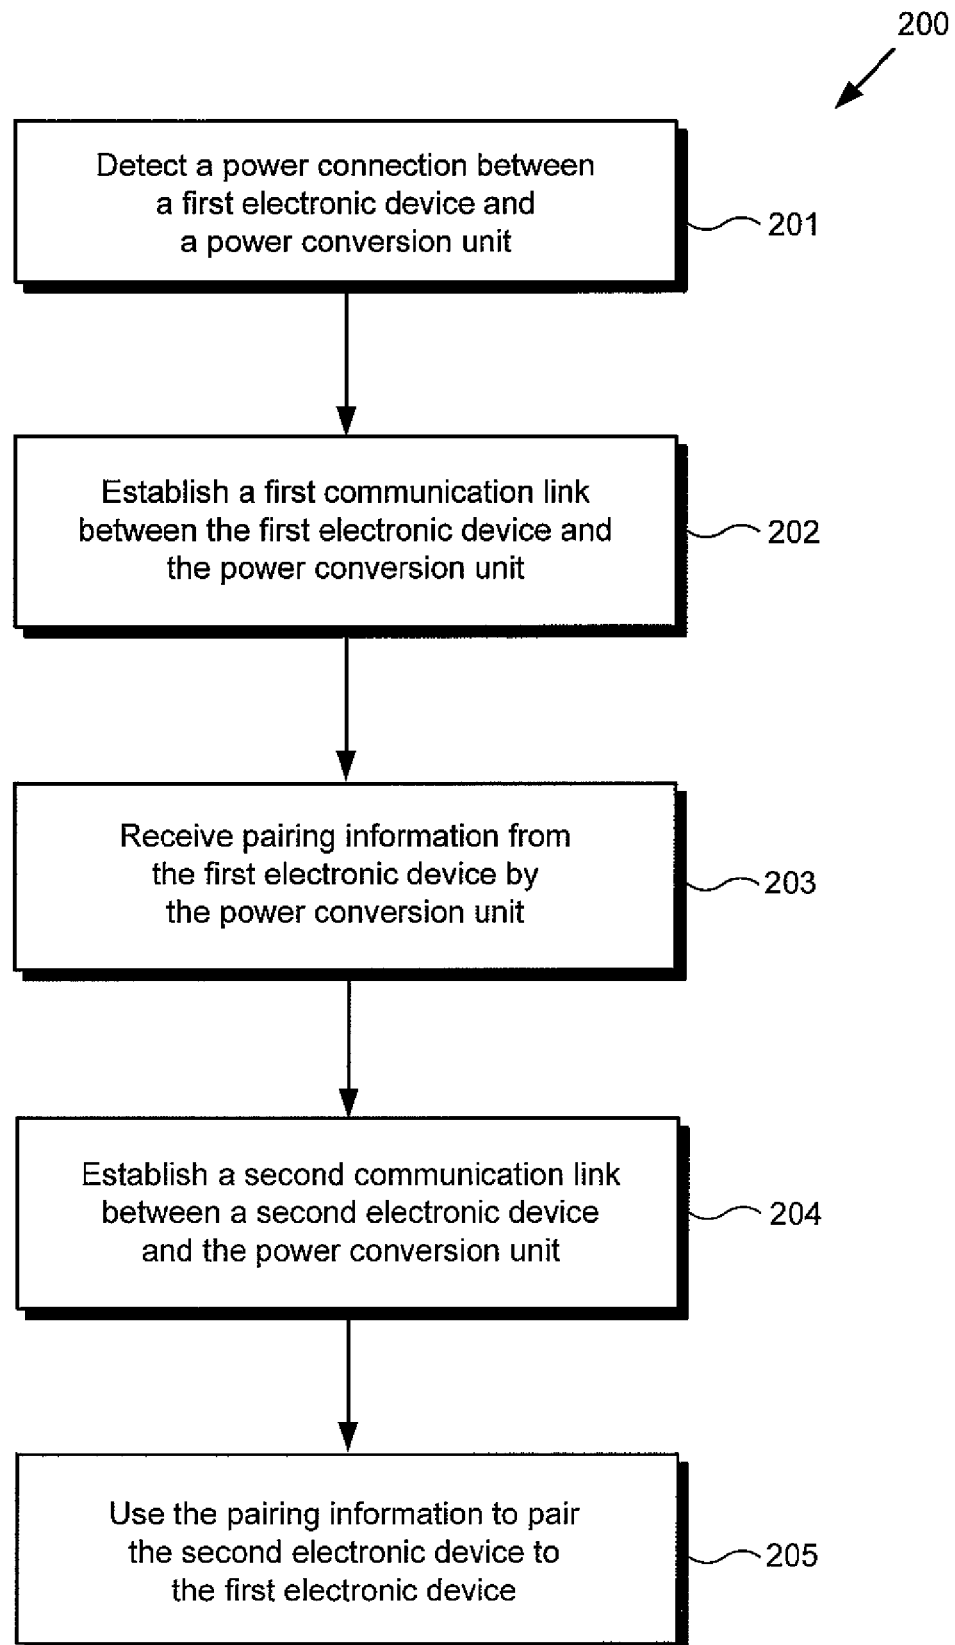 200
Detect a power connection between
a first electronic device and
a power conversion unit
201
Establish a first communication link
between the first electronic device and
the power conversion unit
202
Receive pairing information from
the first electronic device by
the power conversion unit
203
Establish a second communication link
between a second electronic device
and the power conversion unit
204
Use the pairing information to pair
the second electronic device to
the first electronic device
205